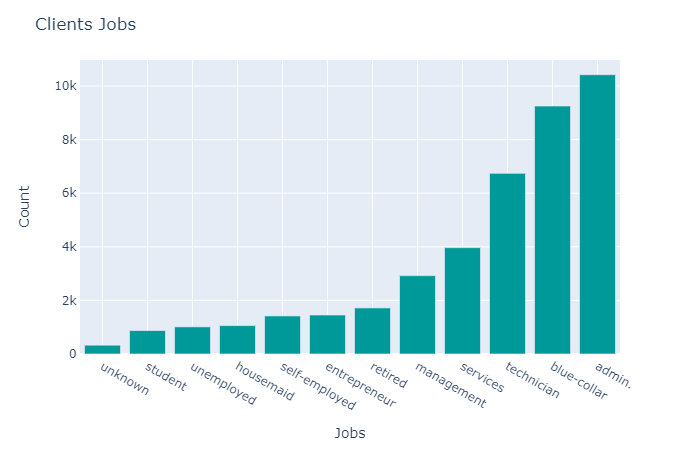 Clients Jobs
10k
8k
6k
4k
2k
0
Count
unknown
student
unemployed
housemaid
self-employed
entrepreneur
retired
management
services
technician
blue-collar
admin.
Jobs